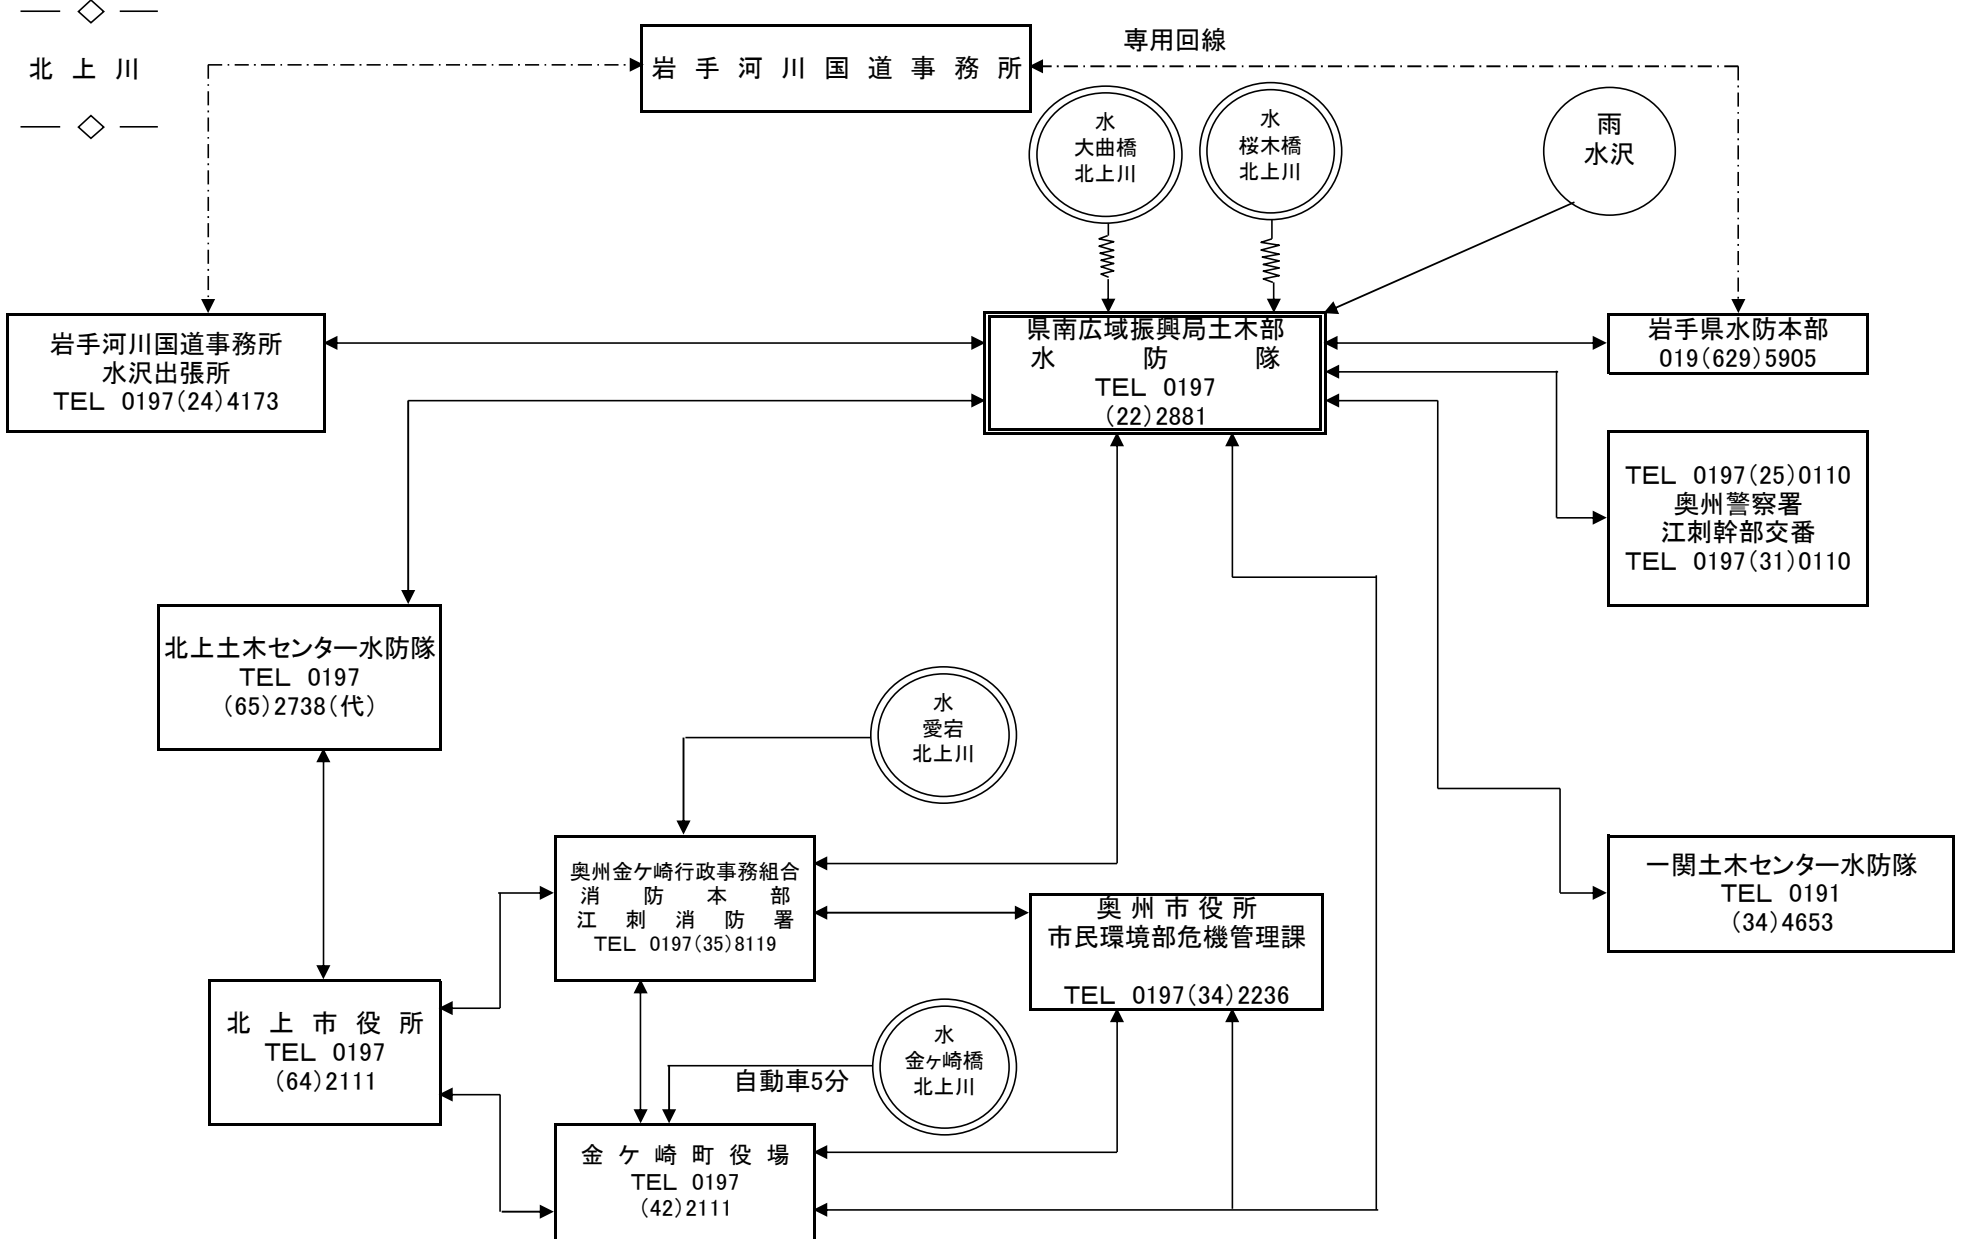 北上川
岩手河川国道事務所
専用回線
水
大曲橋
北上川
水
桜木橋
北上川
雨
水沢
岩手河川国道事務所
水沢出張所
TEL 0197(24)4173
県南広域振興局土木部
水防隊
TEL 0197
(22)2881
岩手県水防本部
019(629)5905
TEL 0197(25)0110
奥州警察署
江刺幹部交番
TEL 0197(31)0110
北上土木センター水防隊
TEL 0197
(65)2738(代)
水
愛宕
北上川
奥州金ケ崎行政事務組合
消防本部
江刺消防署
TEL 0197(35)8119
奥州市役所
市民環境部危機管理課
TEL 0197(34)2236
一関土木センター水防隊
TEL 0191
(34)4653
北上市役所
TEL 0197
(64)2111
水
金ヶ崎橋
北上川
自動車5分
金ケ崎町役場
TEL 0197
(42)2111